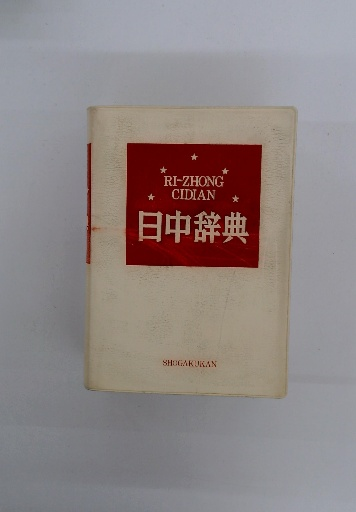 RI-ZHONG
CIDIAN
日中辞典
SHOGAKUKAN